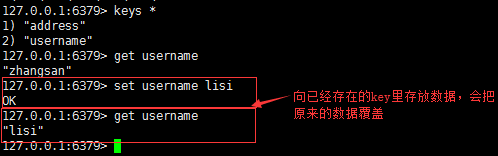 127.0.0.1:6379> keys *
1) "address"
2) "username"
127.0.0.1:6379> get username
"zhangsan"
127.0.0.1:6379> set username lisi
OK
127.0.0.1:6379> get username
"lisi"
127.0.0.1:6379>
向已经存在的key里存放数据，会把
原来的数据覆盖